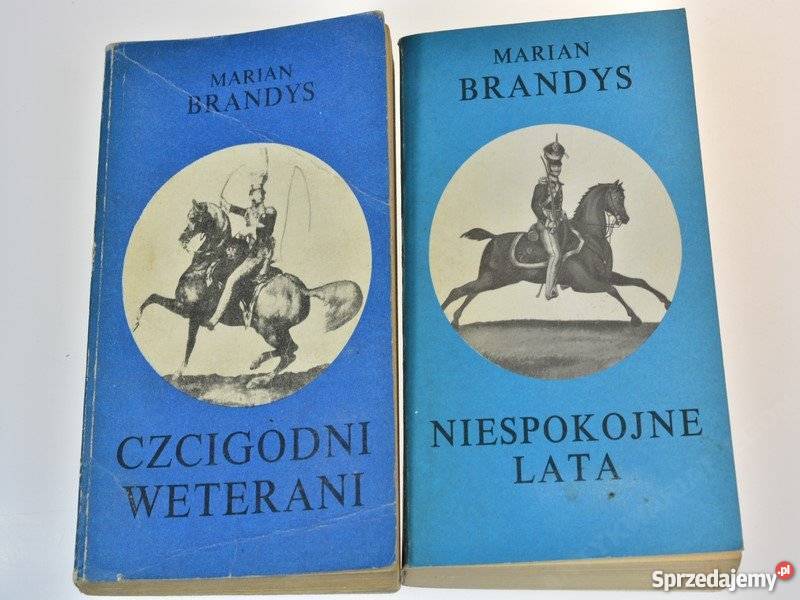 MARIAN
BRANDYS
CZCIGODNI
WETERANI
MARIAN
BRANDYS
NIESPOKOJNE
LATA
Sprzedajemy.pl